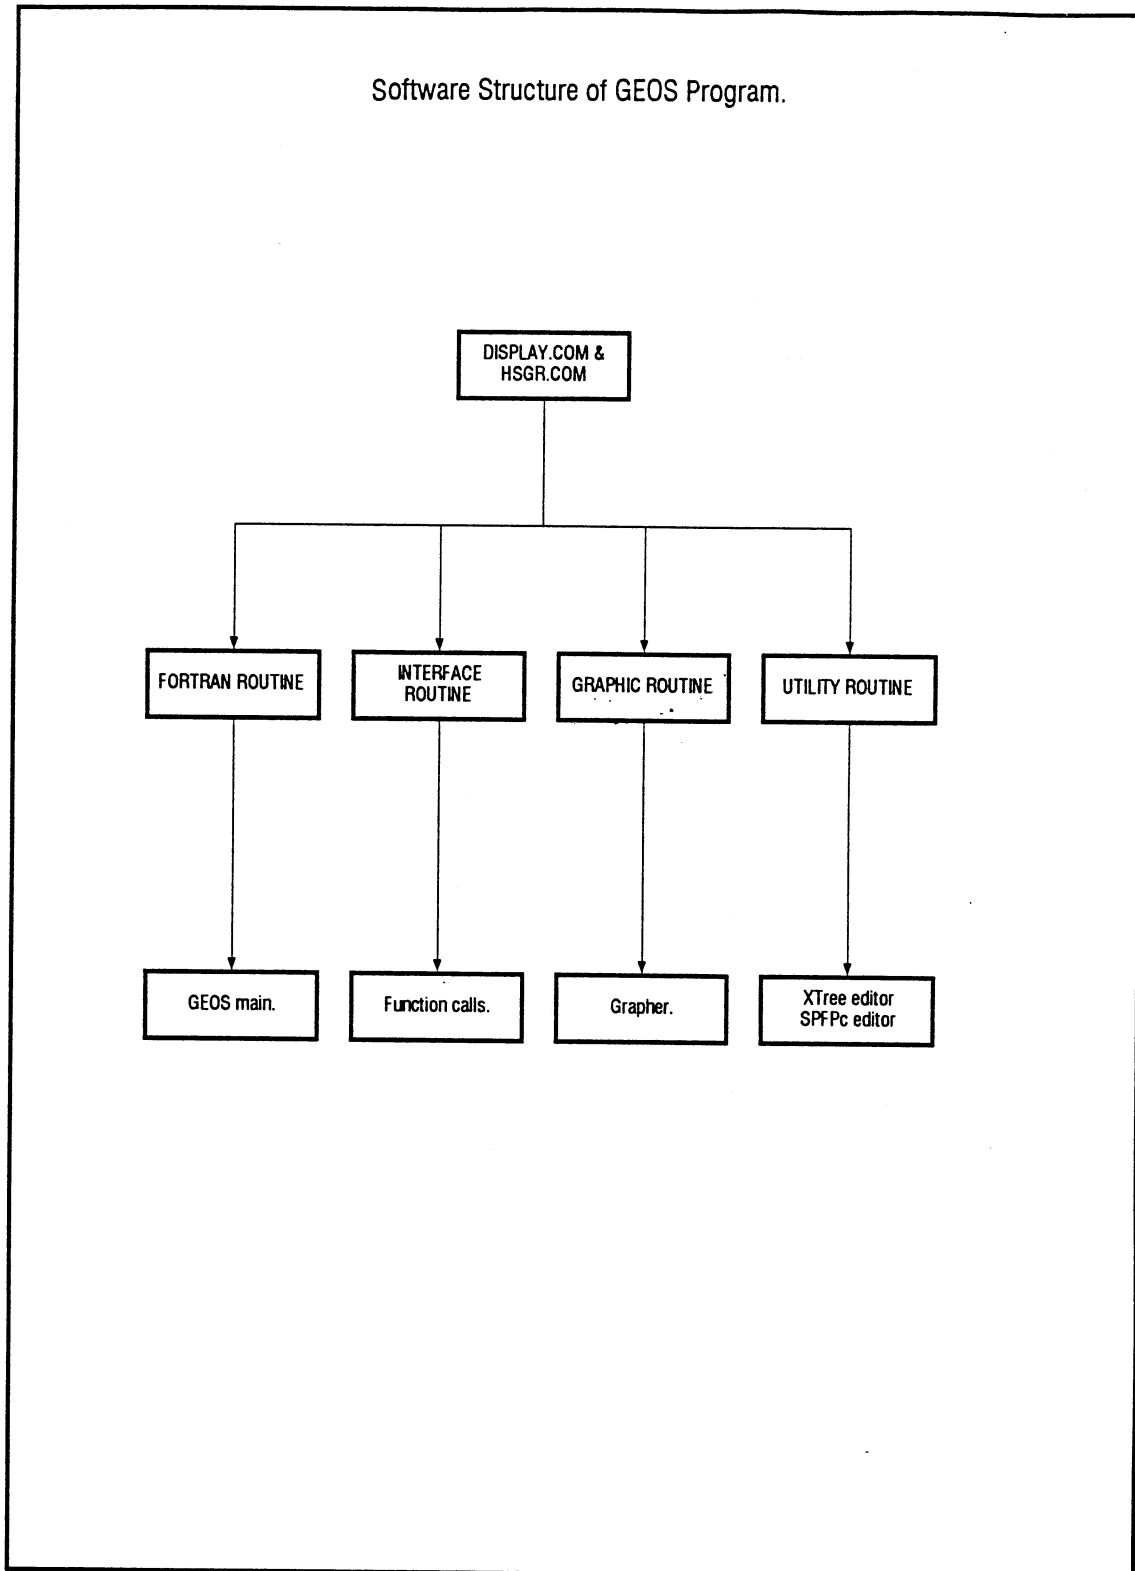 Software Structure of GEOS Program.
DISPLAY.COM &
HSGR.COM
FORTRAN ROUTINE
INTERFACE
ROUTINE
GRAPHIC ROUTINE
UTILITY ROUTINE
GEOS main.
Function calls.
Grapher.
XTree editor
SPFPc editor